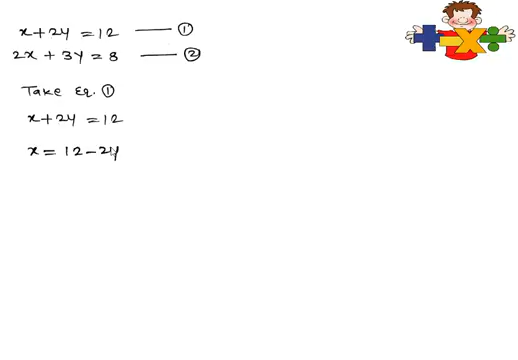 x + 2y = 12 —— ①
2x + 3y = 8 —— ②
Take Eq. ①
x + 2y = 12
x = 12 - 2y